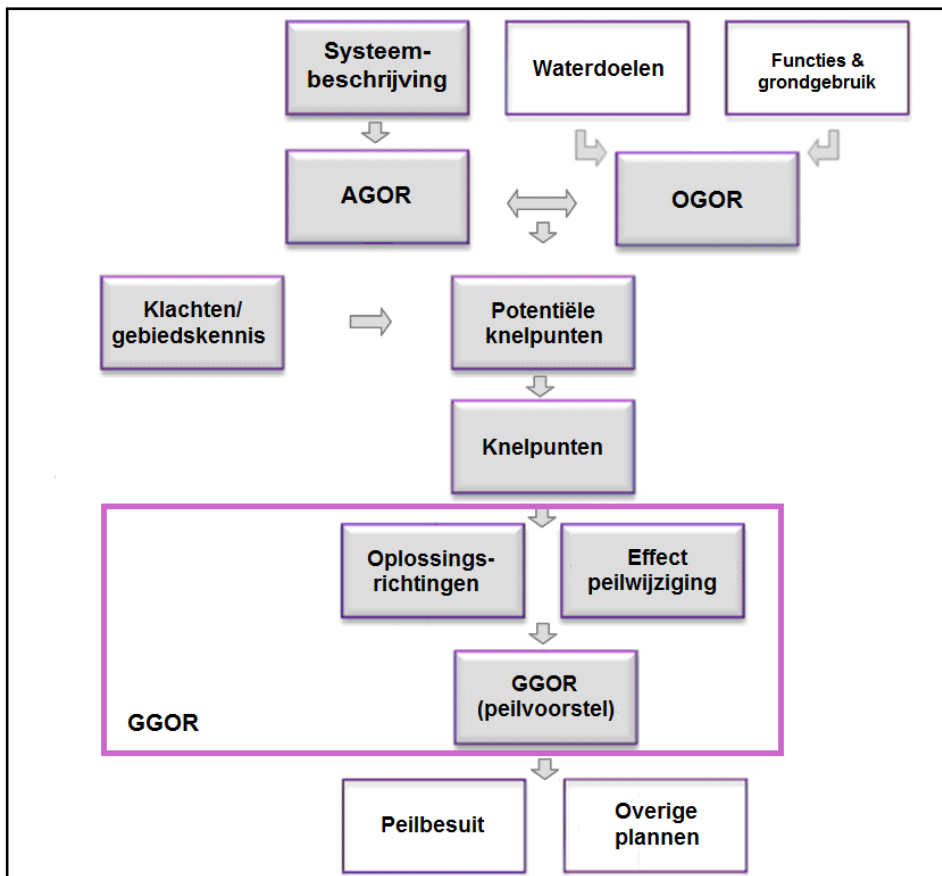 Systeem-
beschrijving
Waterdoelen
Functies &
grondgebruik
AGOR
OGOR
Klachten/
gebiedskennis
Potentiële
knelpunten
Knelpunten
Oplossings-
richtingen
Effect
peilwijziging
GGOR
(peilvoorstel)
GGOR
Peilbesuit
Overige
plannen